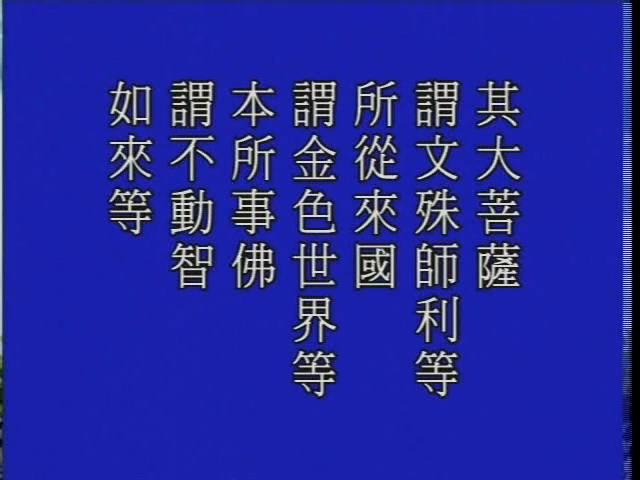 其大菩薩
謂文殊師利等
所從來國
謂金色世界等
本所事佛
謂不動智
如來等